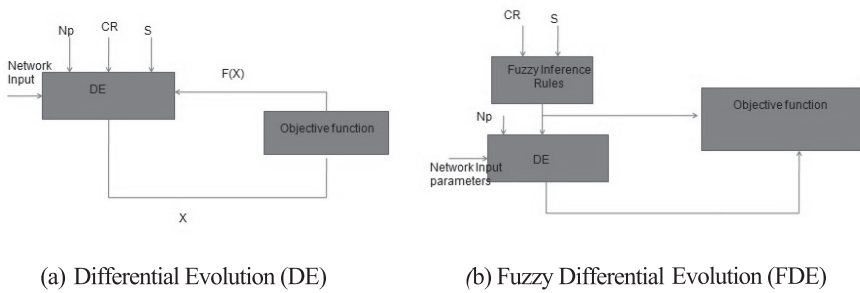 Np
CR
S
Network
Input
DE
F(X)
Objective function
X
(a) Differential Evolution (DE)
CR
S
Fuzzy Inference
Rules
Np
DE
Network Input
parameters
Objective function
(b) Fuzzy Differential Evolution (FDE)